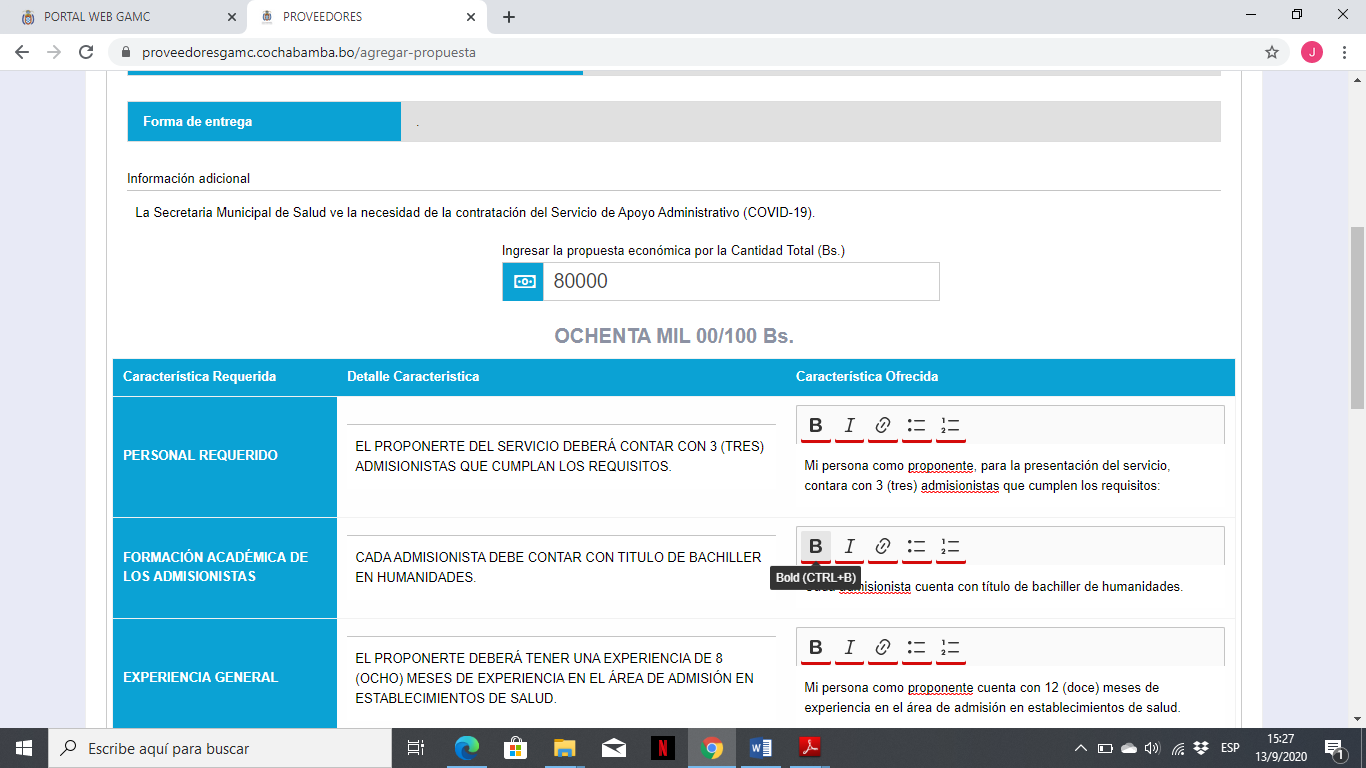 PORTAL WEB GAMC
PROVEEDORES
proveedoresgamc.cochabamba.bo/agregar-propuesta
J
Forma de entrega
.
Información adicional
La Secretaria Municipal de Salud ve la necesidad de la contratación del Servicio de Apoyo Administrativo (COVID-19).
Ingresar la propuesta económica por la Cantidad Total (Bs.)
80000
OCHENTA MIL 00/100 Bs.
Característica Requerida
Detalle Característica
Característica Ofrecida
PERSONAL REQUERIDO
EL PROPONERTE DEL SERVICIO DEBERÁ CONTAR CON 3 (TRES)
ADMISIONISTAS QUE CUMPLAN LOS REQUISITOS.
B I
Mi persona como proponente, para la presentación del servicio,
contara con 3 (tres) admisionistas que cumplen los requisitos:
FORMACIÓN ACADÉMICA DE
LOS ADMISIONISTAS
CADA ADMISIONISTA DEBE CONTAR CON TITULO DE BACHILLER
EN HUMANIDADES.
B I
Bold (CTRL+B)
admisionista cuenta con título de bachiller de humanidades.
EXPERIENCIA GENERAL
EL PROPONERTE DEBERÁ TENER UNA EXPERIENCIA DE 8
(OCHO) MESES DE EXPERIENCIA EN EL ÁREA DE ADMISIÓN EN
ESTABLECIMIENTOS DE SALUD.
B I
Mi persona como proponente cuenta con 12 (doce) meses de
experiencia en el área de admisión en establecimientos de salud.
Escribe aquí para buscar
ESP
15:27
13/9/2020
1